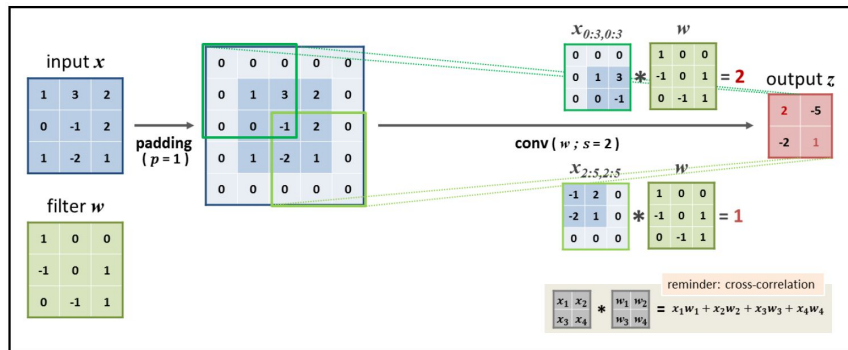 input x
1 3 2
0 -1 2
1 -2 1
filter w
1 0 0
-1 0 1
0 -1 1
padding
( p = 1 )
0 0 0 0 0
0 1 3 2 0
0 0 -1 2 0
0 1 -2 1 0
0 0 0 0 0
conv ( w ; s = 2 )
x0:3,0:3 w
0 0 0 1 0 0
0 1 3 * -1 0 1 = 2
0 0 -1 0 -1 1
x2:5,2:5 w
-1 2 0 1 0 0
-2 1 0 * -1 0 1 = 1
0 0 0 0 -1 1
output z
2 -5
-2 1
reminder: cross-correlation
x1 x2 w1 w2
* = x1w1 + x2w2 + x3w3 + x4w4
x3 x4 w3 w4